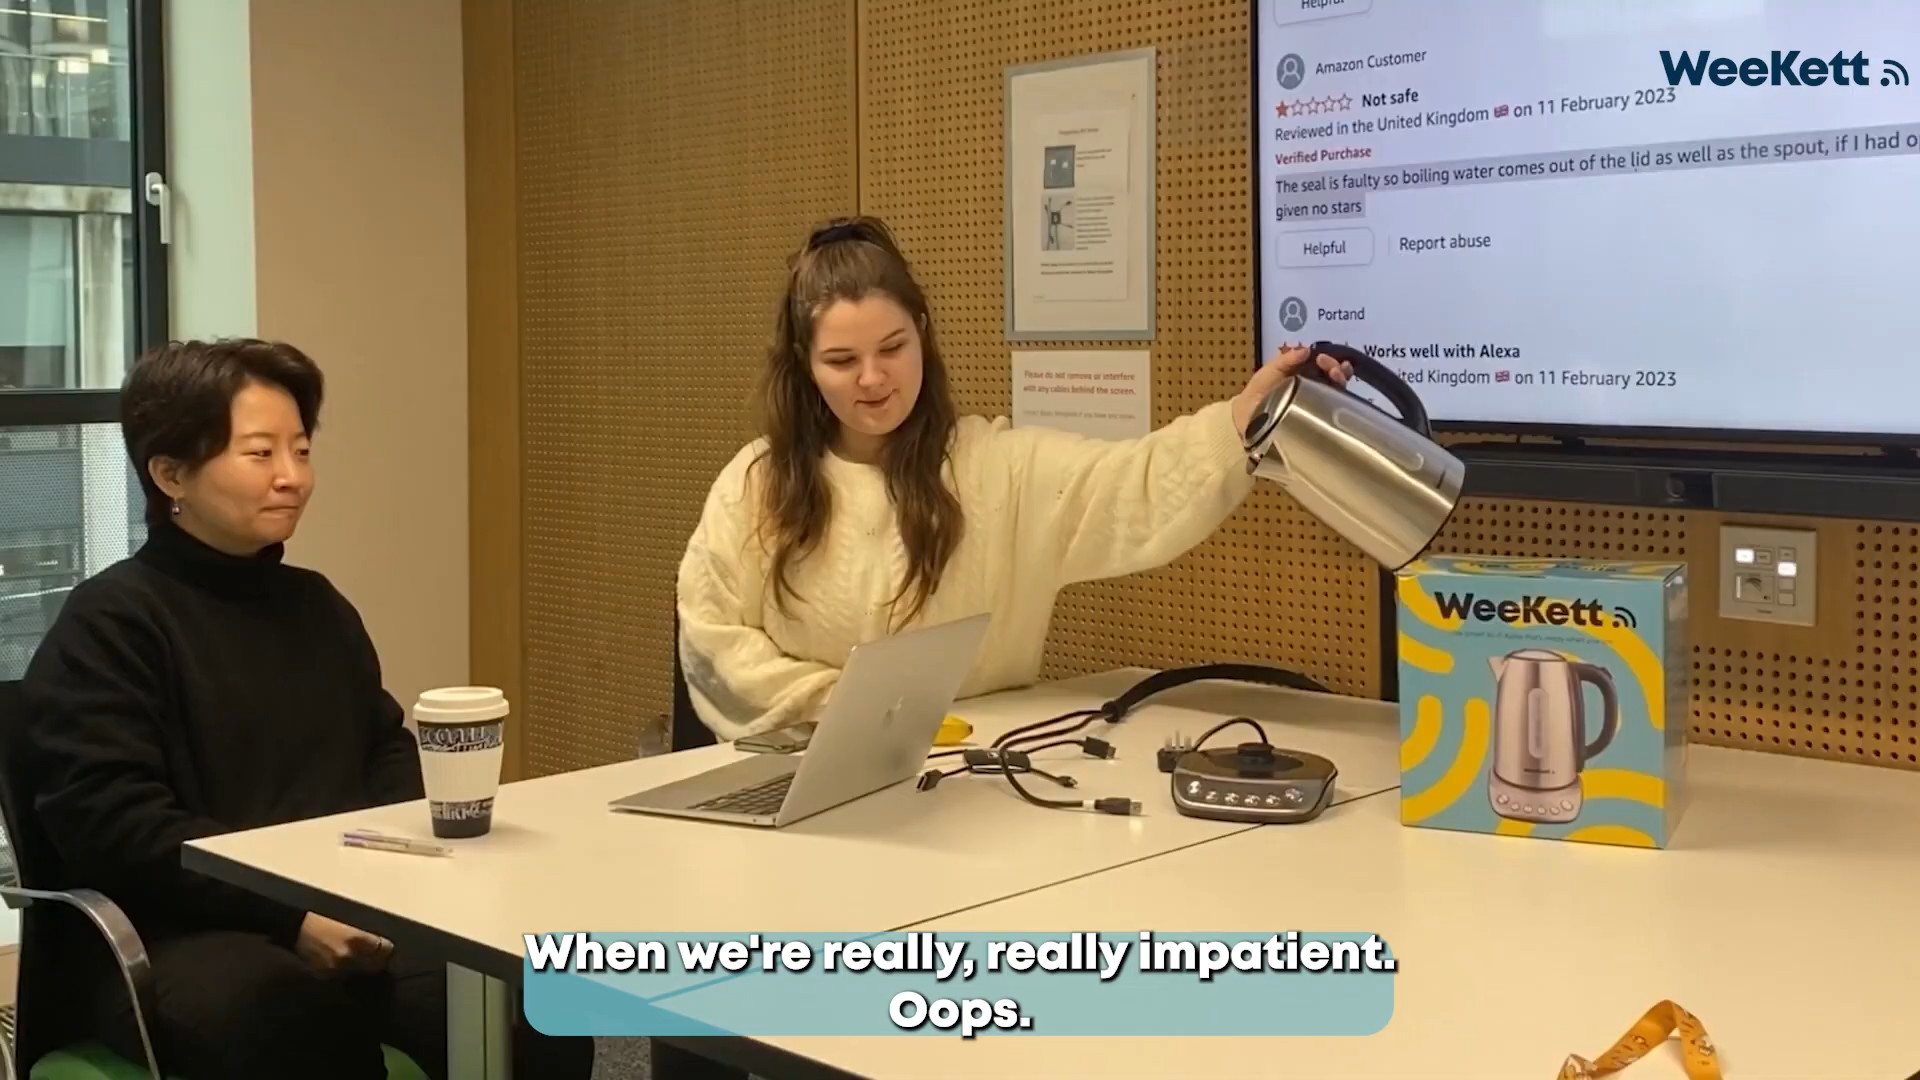 Helpful
Amazon Customer
WeeKett
Not safe
Reviewed in the United Kingdom on 11 February 2023
Verified Purchase
The seal is faulty so boiling water comes out of the lid as well as the spout, if I had
given no stars
Helpful
Report abuse
Portand
Works well with Alexa
Kingdom on 11 February 2023
Please do not remove or interfere
with any cables behind the screen.
WeeKett
WeeKett
When we're really, really impatient.
Oops.